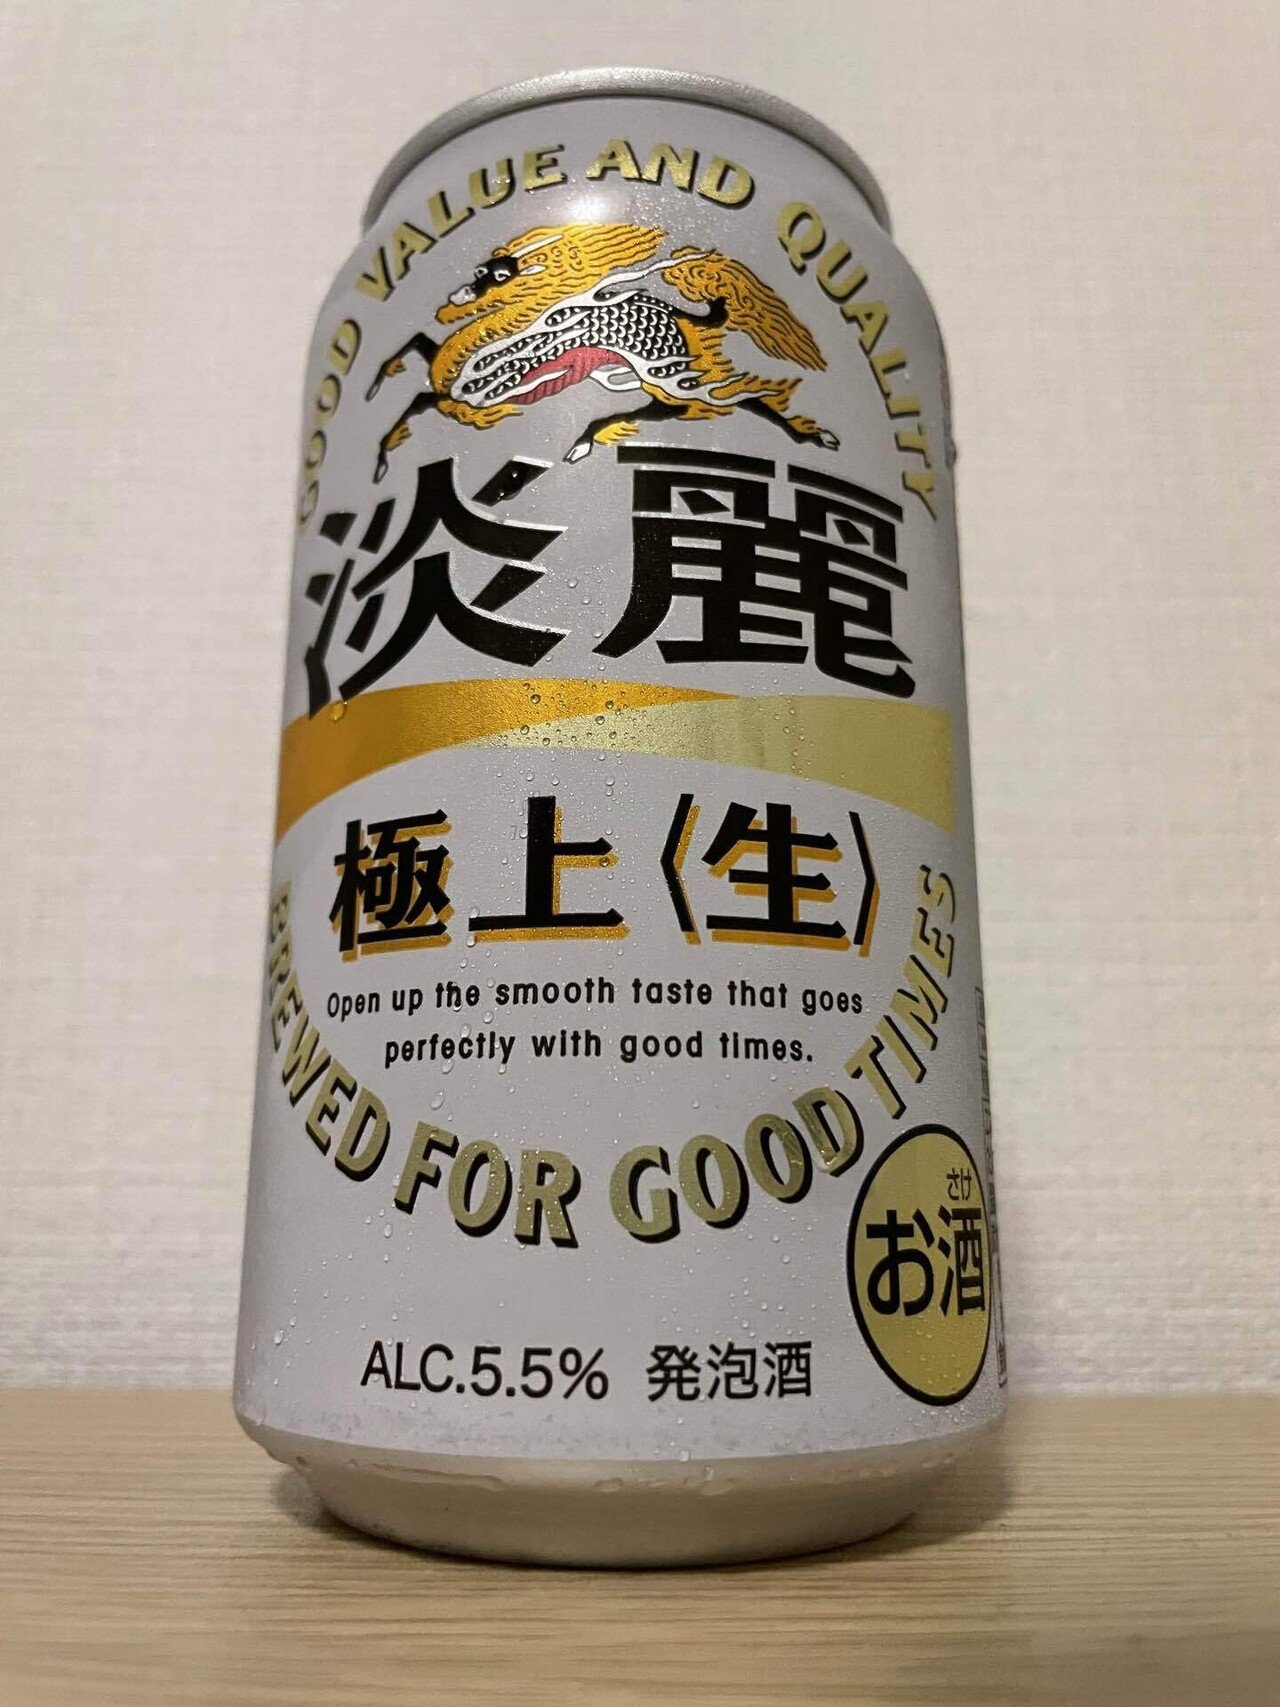 GOOD VALUE AND QUALITY
淡麗
極上〈生〉
Open up the smooth taste that goes
perfectly with good times.
BREWED FOR GOOD TIMES
さけ
お酒
ALC.5.5% 発泡酒